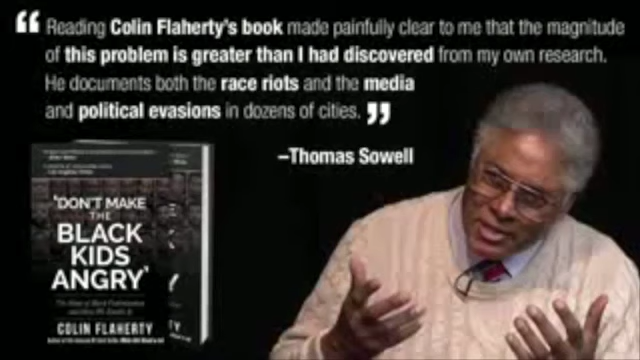 “ Reading Colin Flaherty's book made painfully clear to me that the magnitude
of this problem is greater than I had discovered from my own research.
He documents both the race riots and the media
and political evasions in dozens of cities. ”
–Thomas Sowell
'DON'T MAKE
THE
BLACK
KIDS
ANGRY'
COLIN FLAHERTY